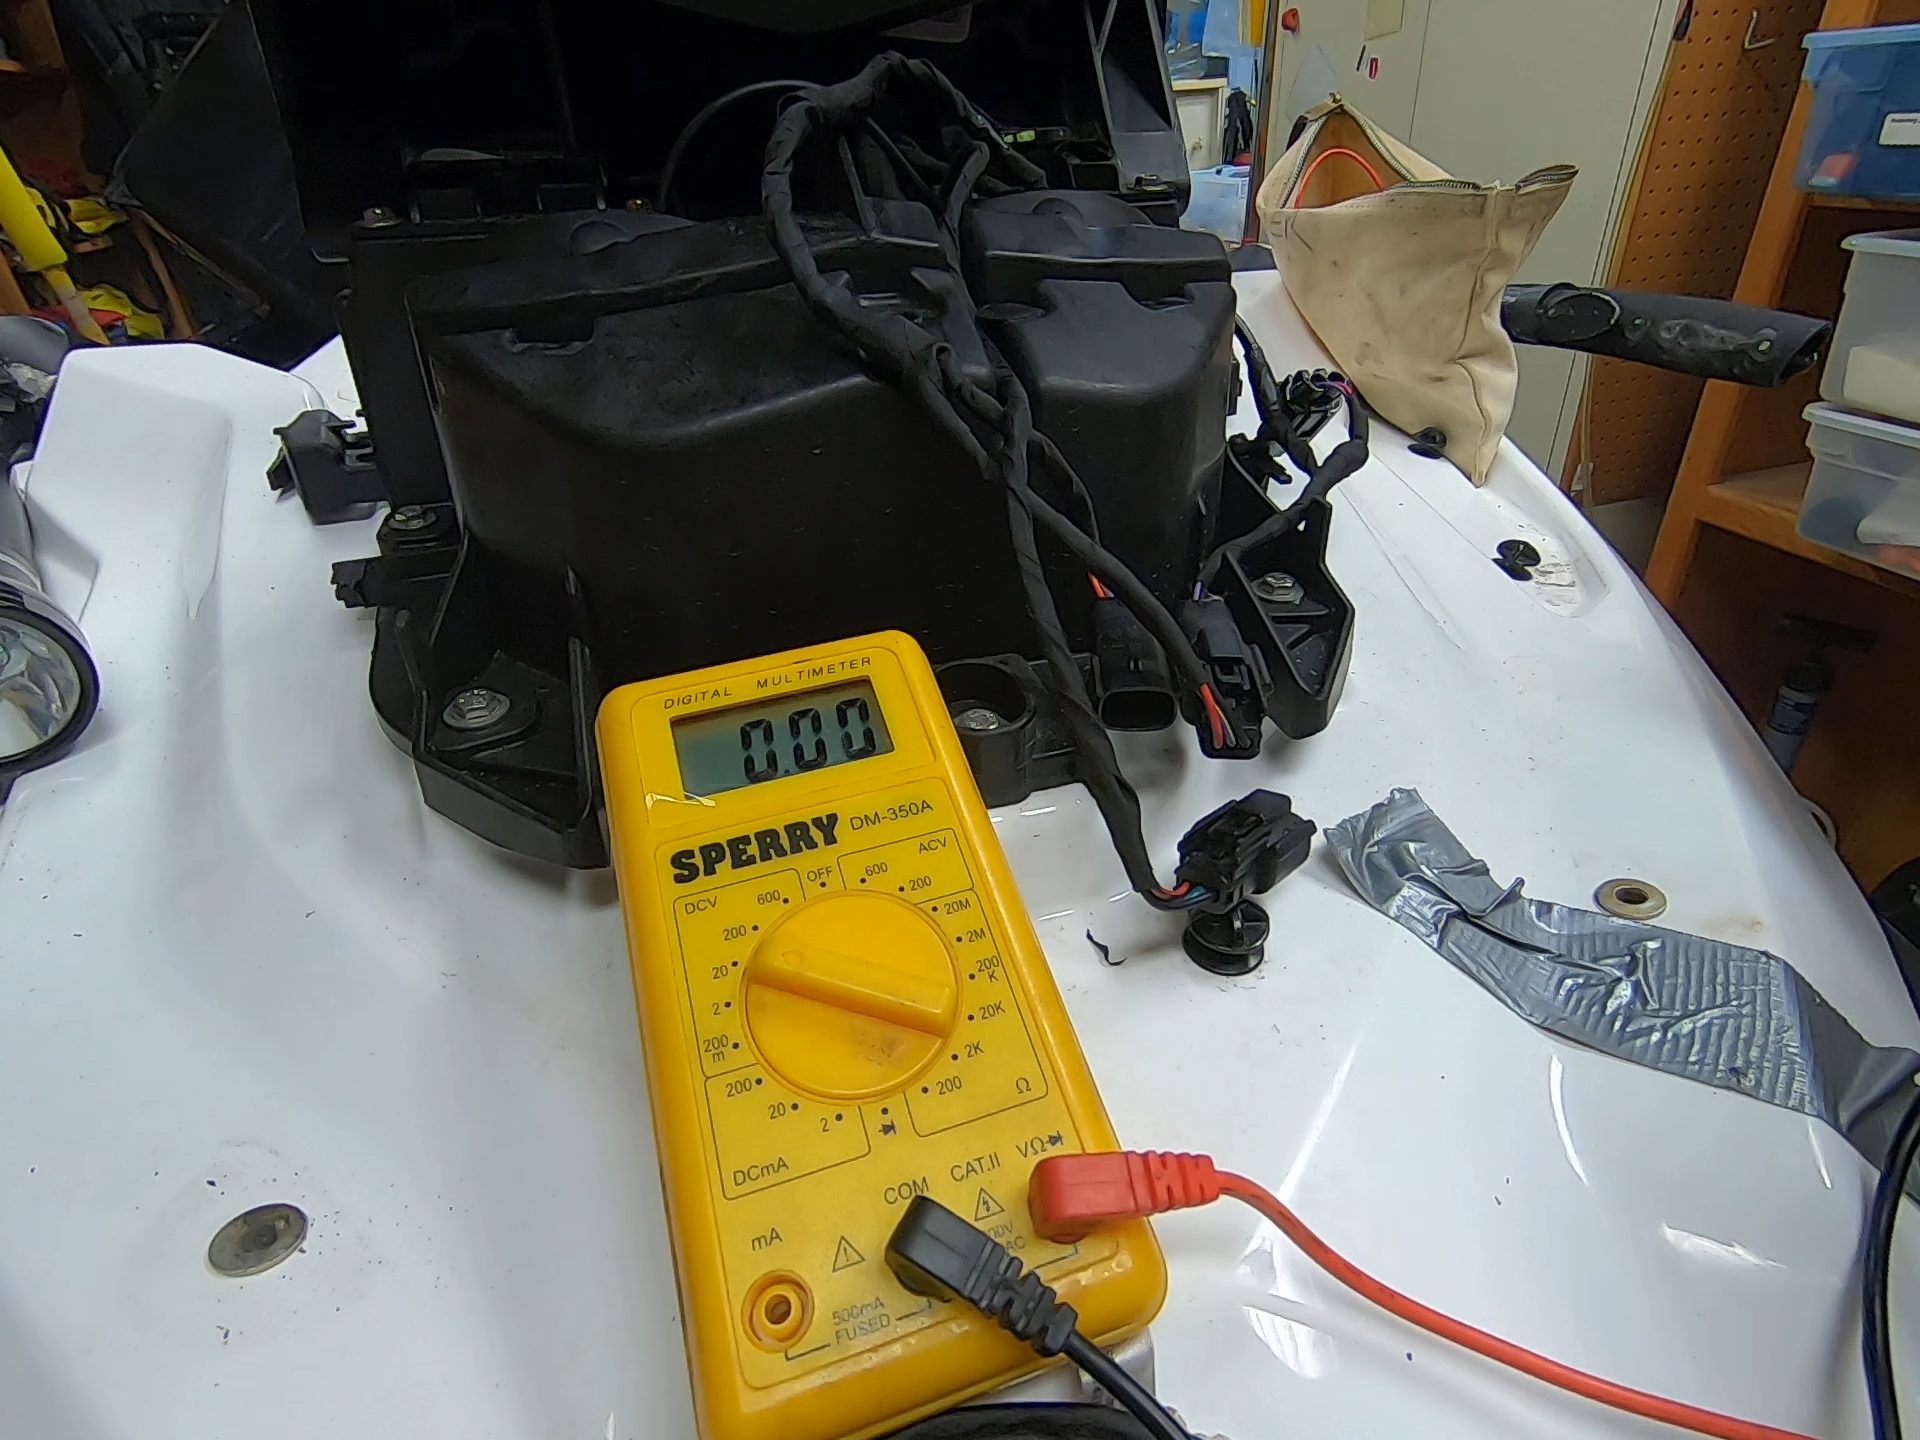 DIGITAL MULTIMETER
0.00
SPERRY DM-350A
OFF
ACV
600
200
DCV
600
200
20
2
200
m
20M
2M
200
K
20K
2K
200
Ω
200
20
2
DCmA
COM CAT.II VΩ
mA
500mA
FUSED